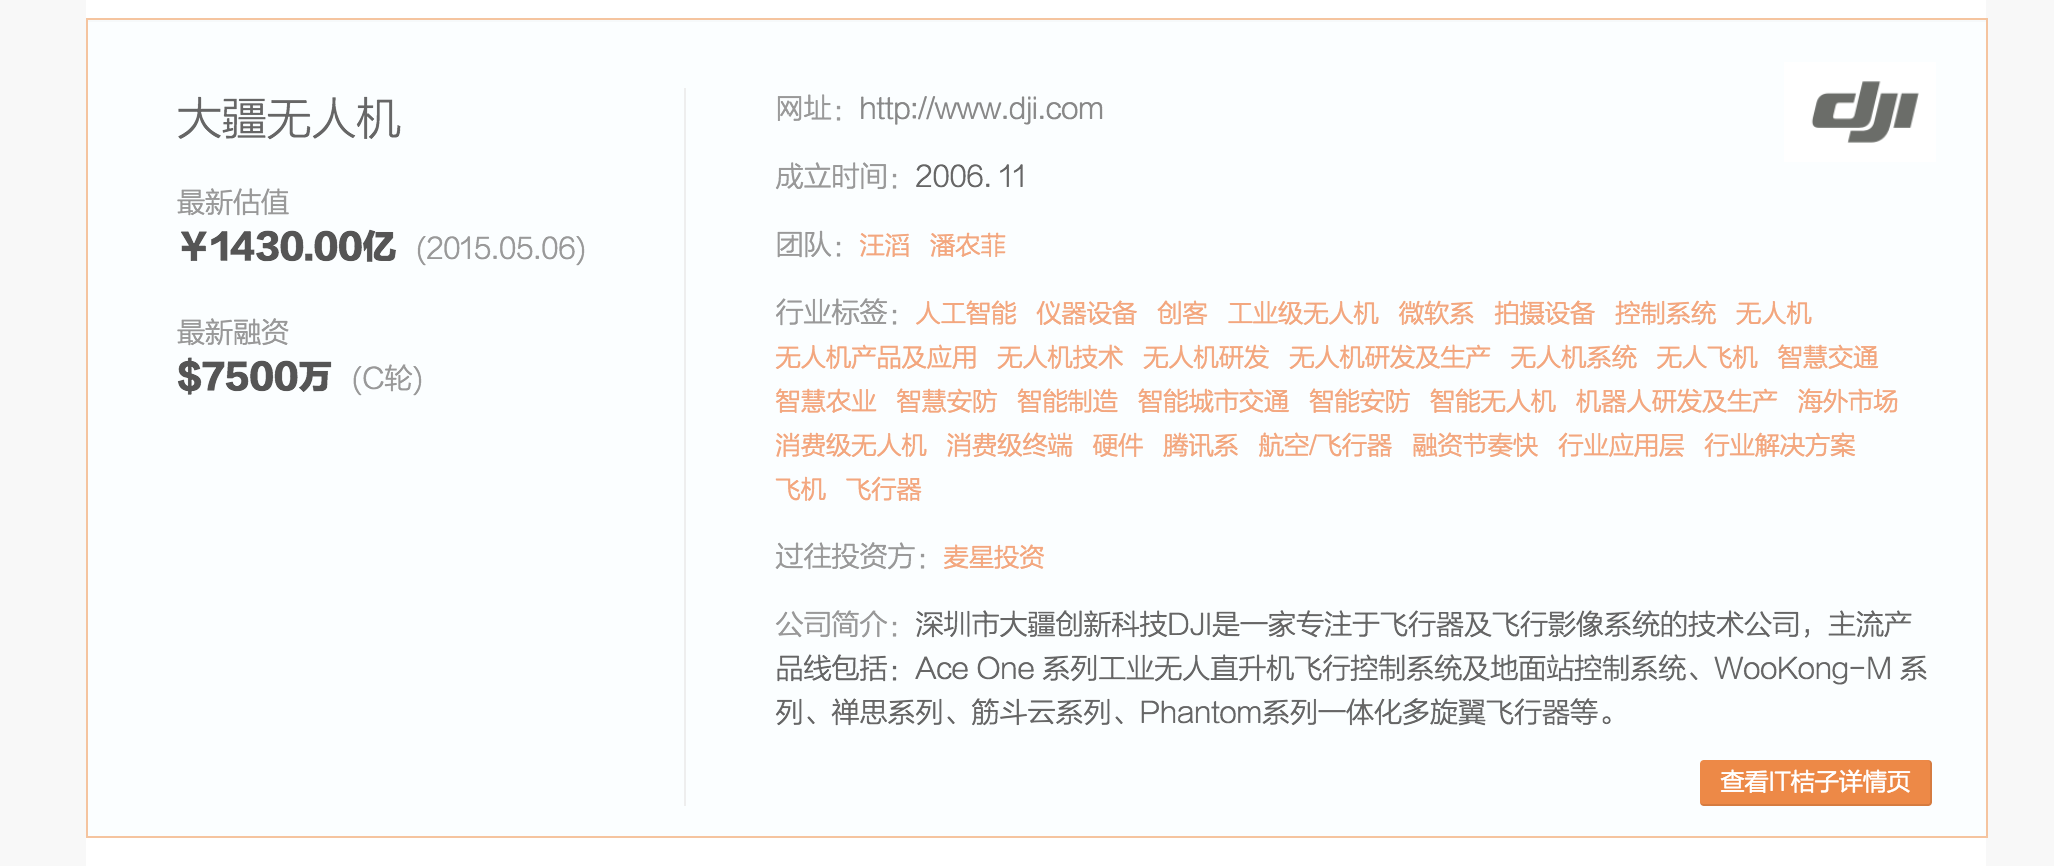 大疆无人机
最新估值
¥1430.00亿 (2015.05.06)
最新融资
$7500万 (C轮)
dji
网址：http://www.dji.com
成立时间：2006. 11
团队：汪滔 潘农菲
行业标签：人工智能 仪器设备 创客 工业级无人机 微软系 拍摄设备 控制系统 无人机
无人机产品及应用 无人机技术 无人机研发 无人机研发及生产 无人机系统 无人飞机 智慧交通
智慧农业 智慧安防 智能制造 智能城市交通 智能安防 智能无人机 机器人研发及生产 海外市场
消费级无人机 消费级终端 硬件 腾讯系 航空/飞行器 融资节奏快 行业应用层 行业解决方案
飞机 飞行器
过往投资方：麦星投资
公司简介：深圳市大疆创新科技DJI是一家专注于飞行器及飞行影像系统的技术公司，主流产
品线包括：Ace One 系列工业无人直升机飞行控制系统及地面站控制系统、WooKong-M 系
列、禅思系列、筋斗云系列、Phantom系列一体化多旋翼飞行器等。
查看IT桔子详情页